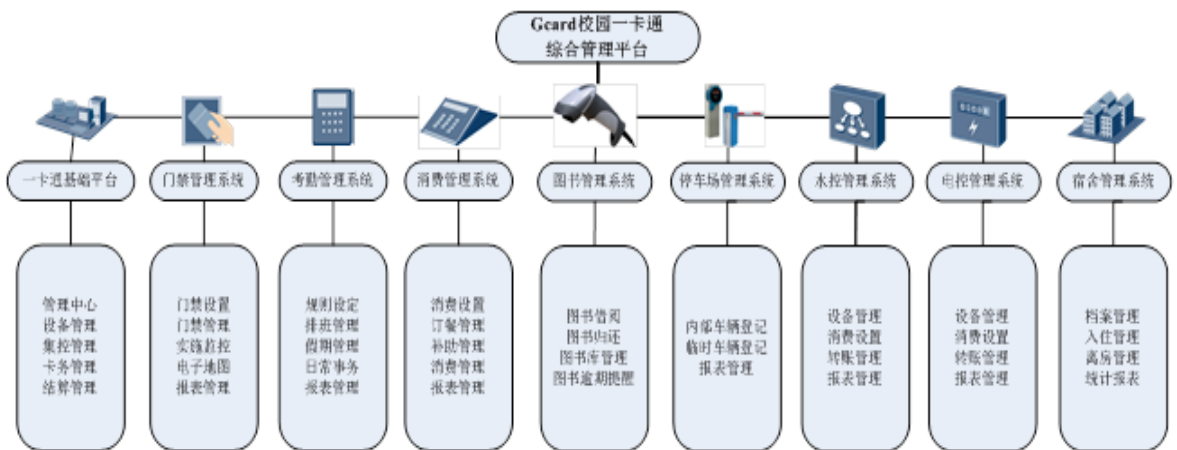 Gcard校园一卡通
综合管理平台
一卡通基础平台
门禁管理系统
考勤管理系统
消费管理系统
图书管理系统
停车场管理系统
水控管理系统
电控管理系统
宿舍管理系统
管理中心
设备管理
集控管理
卡务管理
结算管理
门禁设置
门禁管理
实施监控
电子地图
报表管理
规则设定
排班管理
假期管理
日常事务
报表管理
消费设置
订餐管理
补助管理
消费管理
报表管理
图书借阅
图书归还
图书库管理
图书逾期提醒
内部车辆登记
临时车辆登记
报表管理
设备管理
消费设置
转账管理
报表管理
设备管理
消费设置
转账管理
报表管理
档案管理
入住管理
离房管理
统计报表